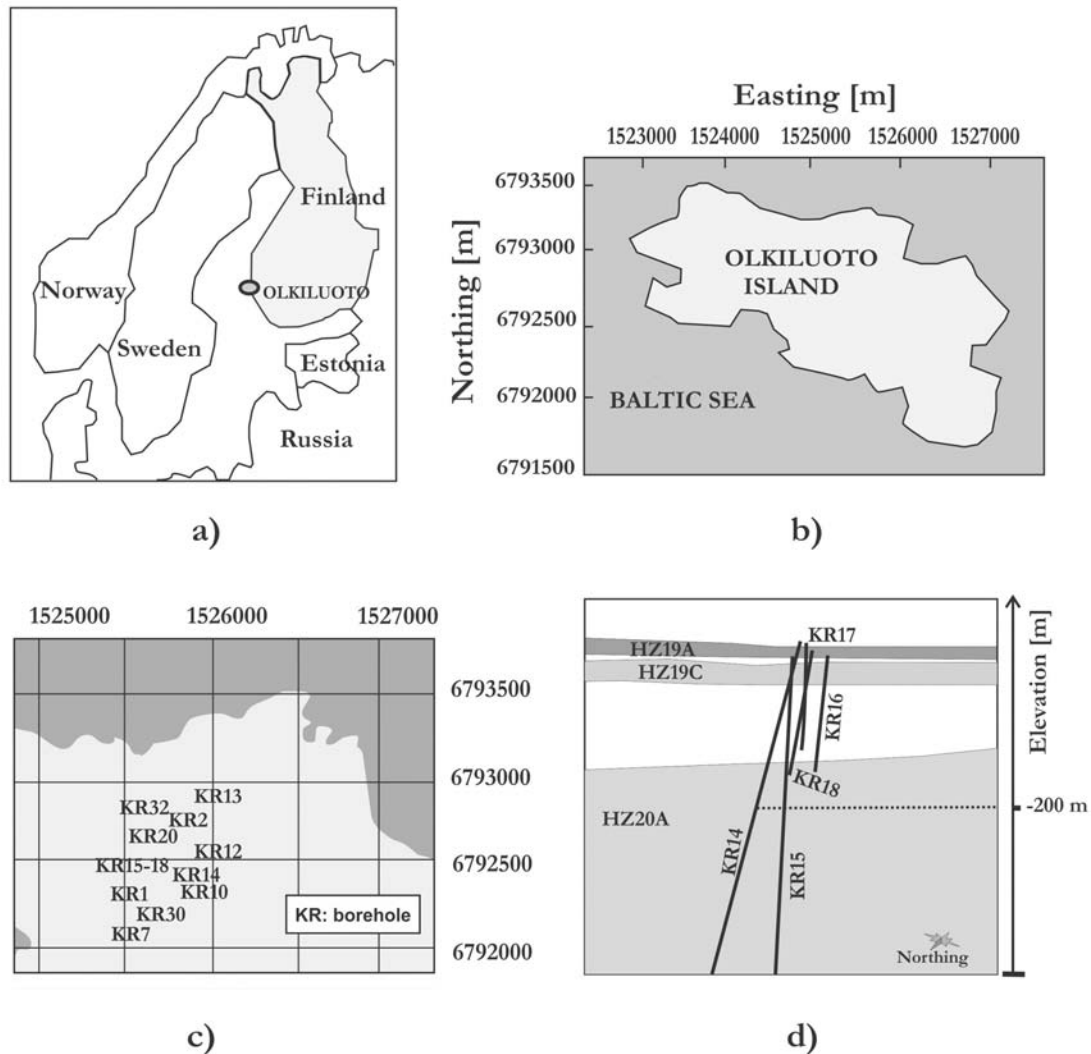 Finland
OLKILUOTO
Norway
Sweden
Estonia
Russia
a)
Easting [m]
1523000 1524000 1525000 1526000 1527000
Northing [m]
6793500
6793000
6792500
6792000
6791500
OLKILUOTO
ISLAND
BALTIC SEA
b)
1525000 1526000 1527000
6793500
6793000
6792500
6792000
KR13
KR32
KR2
KR20
KR12
KR15-18
KR14
KR1
KR10
KR30
KR7
KR: borehole
c)
KR17
HZ19A
HZ19C
KR16
KR18
HZ20A
KR14
KR15
Elevation [m]
-200 m
Northing
d)